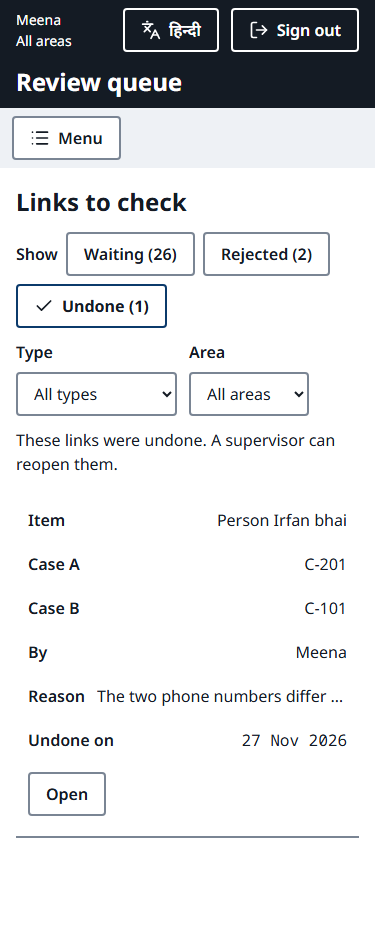 Meena
All areas
हिन्दी
Sign out
Review queue
Menu
Links to check
Show
Waiting (26)
Rejected (2)
Undone (1)
Type
Area
All types
All areas
These links were undone. A supervisor can
reopen them.
Item Person Irfan bhai
Case A C-201
Case B C-101
By Meena
Reason The two phone numbers differ ...
Undone on 27 Nov 2026
Open